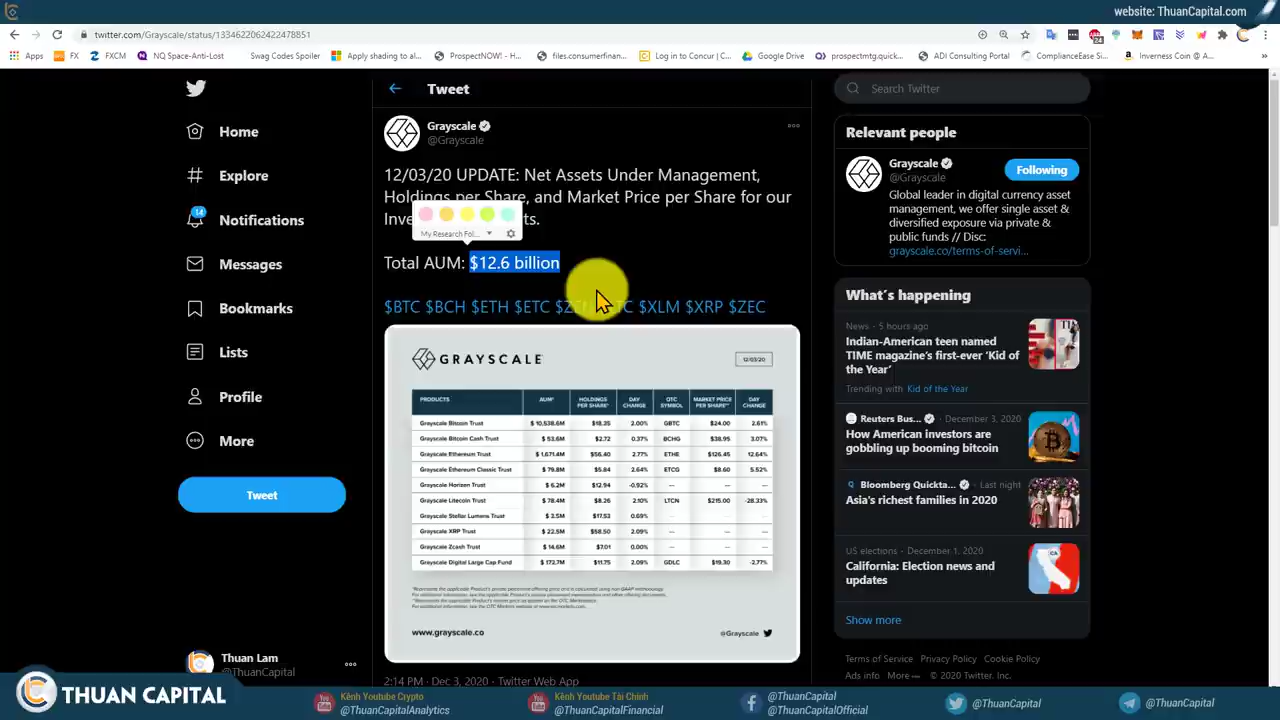 website: ThuanCapital.com
twitter.com/Grayscale/status/1334622062422478851
Apps
FX
FXCM
NQ Space-Anti-Lost
Swag Codes Spoiler
Apply shading to al...
ProspectNOW! - Eh...
files.consumerfinan...
Log in to Concur | C...
Google Drive
prospectmtg.quick...
ADI Consulting Portal
ComplianceEase Si...
Inverness Coin @ A...
Home
Explore
14
Notifications
Messages
Bookmarks
Lists
Profile
More
Tweet
Thuan Lam
@ThuanCapital
Tweet
Grayscale
@Grayscale
12/03/20 UPDATE: Net Assets Under Management,
Holdings per Share, and Market Price per Share for our
My Research Fol...
Total AUM: $12.6 billion
$BTC $BCH $ETH $ETC $XLM $XRP $ZEC
GRAYSCALE
12/03/20
PRODUCTS AUM* HOLDINGS PER SHARE* DAY CHANGE OTC SYMBOL MARKET PRICE PER SHARE** DAY CHANGE
Grayscale Bitcoin Trust $ 10,538.6M $18.35 2.00% GBTC $24.00 2.61%
Grayscale Bitcoin Cash Trust $ 53.6M $2.72 0.37% BCHG $38.95 3.07%
Grayscale Ethereum Trust $ 1,671.4M $56.40 2.77% ETHE $126.45 12.64%
Grayscale Ethereum Classic Trust $ 79.8M $5.84 2.64% ETCG $8.60 5.52%
Grayscale Horizen Trust $ 6.2M $12.94 -0.92% --- --- ---
Grayscale Litecoin Trust $ 78.4M $8.26 2.10% LTCN $215.00 -28.33%
Grayscale Stellar Lumens Trust $ 3.5M $17.53 0.69%
Grayscale XRP Trust $ 22.5M $58.50 2.09% --- --- ---
Grayscale Zcash Trust $ 14.6M $7.01 0.00% --- --- ---
Grayscale Digital Large Cap Fund $ 172.7M $11.75 2.09% GDLC $19.30 -2.77%
www.grayscale.co
@Grayscale
2:14 PM · Dec 3, 2020 · Twitter Web App
Search Twitter
Relevant people
Grayscale
@Grayscale
Following
Global leader in digital currency asset
management, we offer single asset &
diversified exposure via private &
public funds // Disc:
grayscale.co/terms-of-servi...
What's happening
News · 5 hours ago
Indian-American teen named
TIME magazine's first-ever 'Kid of
the Year'
Trending with Kid of the Year
Reuters Bus... · December 3, 2020
How American investors are
gobbling up booming bitcoin
Bloomberg Quickta... · Last night
Asia's richest families in 2020
US elections · December 1, 2020
California: Election news and
updates
Show more
Terms of Service Privacy Policy Cookie Policy
Ads info More © 2020 Twitter, Inc.
THUAN CAPITAL
Kênh Youtube Crypto
@ThuanCapitalAnalytics
Kênh Youtube Tài Chính
@ThuanCapitalFinancial
@ThuanCapital
@ThuanCapitalOfficial
@ThuanCapital
@ThuanCapital